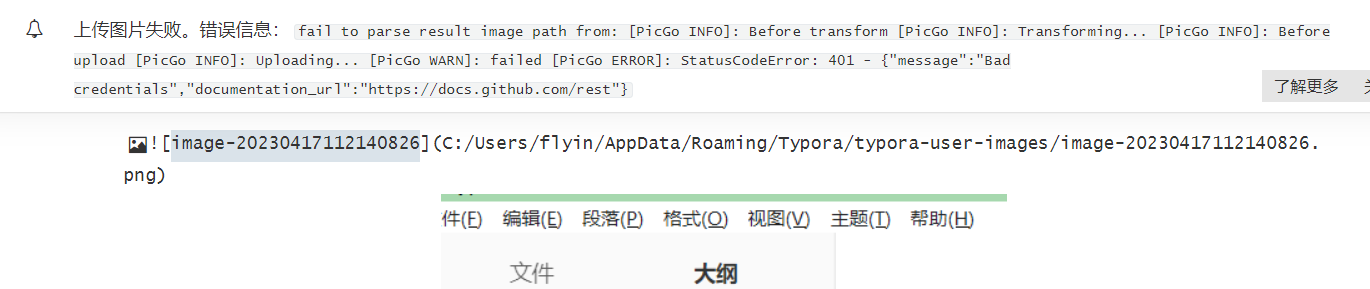 上传图片失败。错误信息: fail to parse result image path from: [PicGo INFO]: Before transform [PicGo INFO]: Transforming... [PicGo INFO]: Before
upload [PicGo INFO]: Uploading... [PicGo WARN]: failed [PicGo ERROR]: StatusCodeError: 401 - {"message":"Bad
credentials","documentation_url":"https://docs.github.com/rest"}
了解更多
![image-20230417112140826](C:/Users/flyin/AppData/Roaming/Typora/typora-user-images/image-20230417112140826.
png)
件(F) 编辑(E) 段落(P) 格式(O) 视图(V) 主题(T) 帮助(H)
文件 大纲